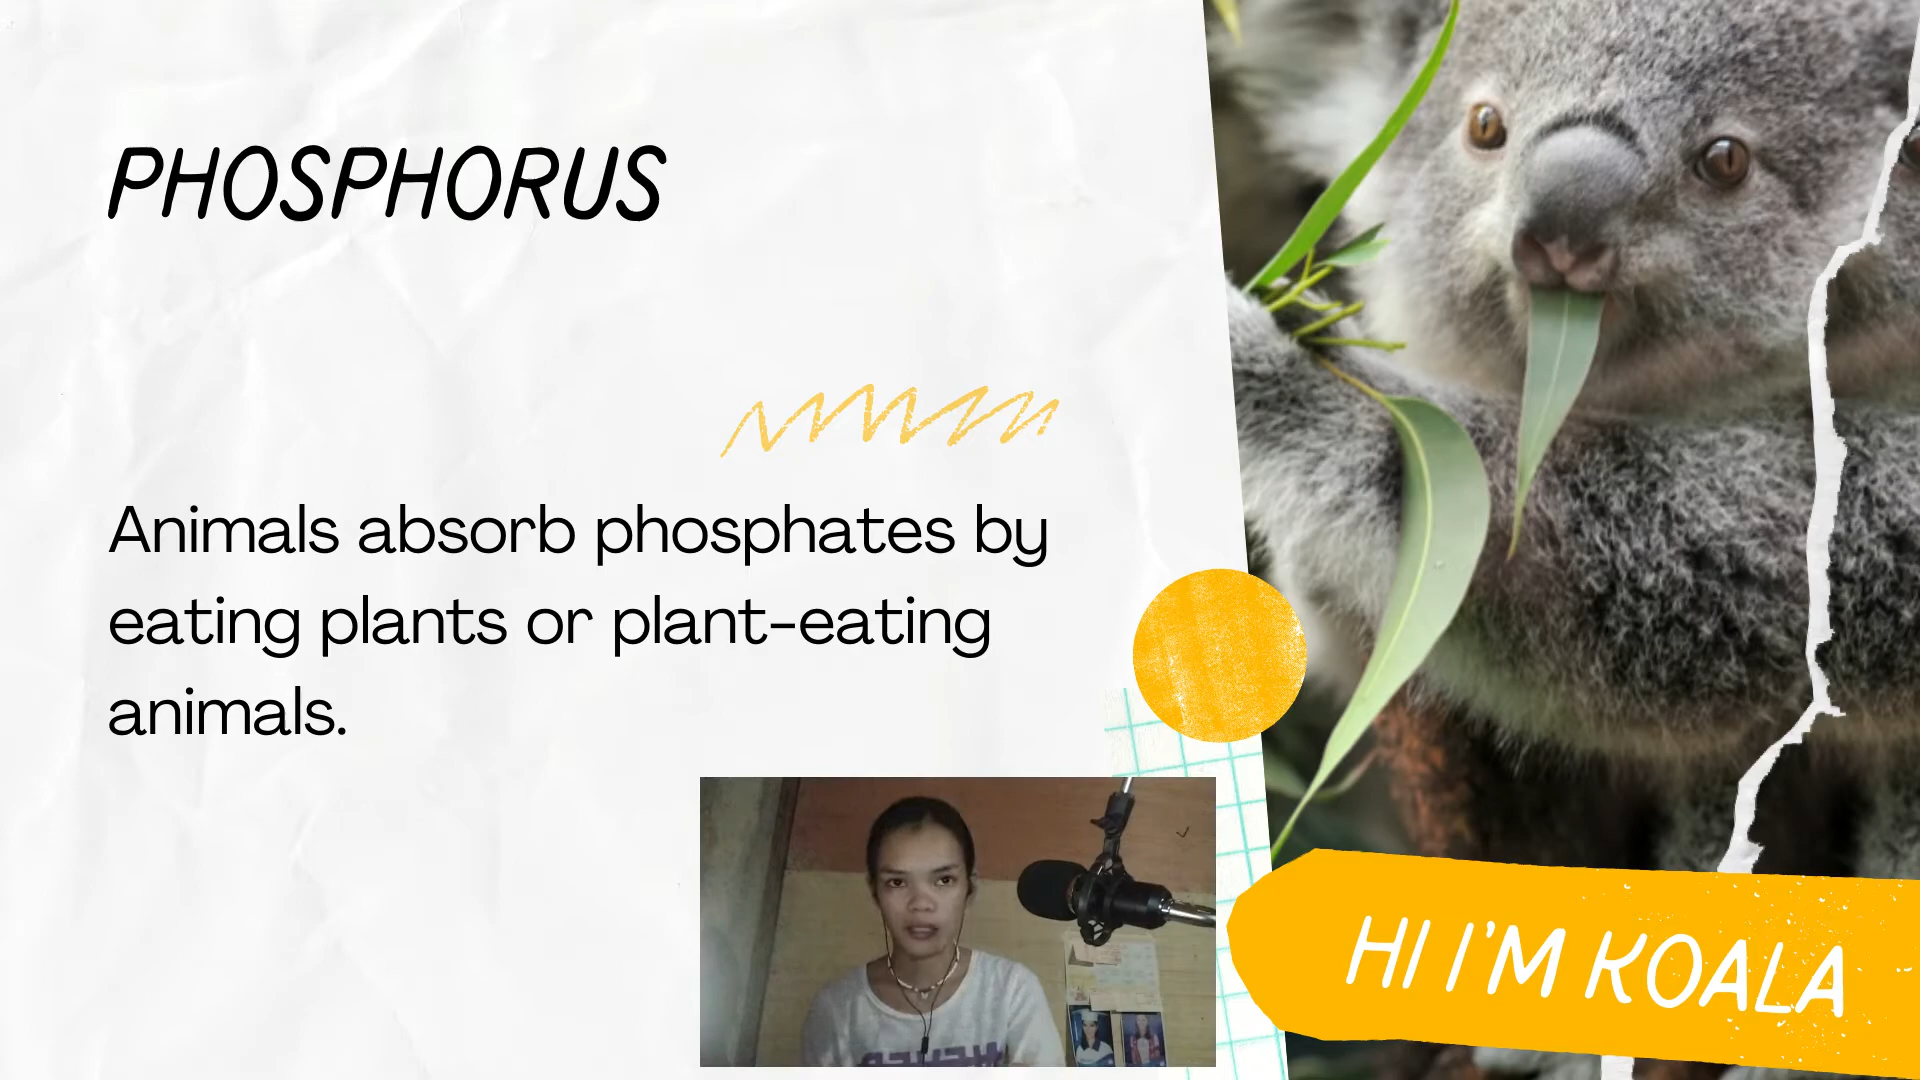 PHOSPHORUS
Animals absorb phosphates by
eating plants or plant-eating
animals.
HI I'M KOALA